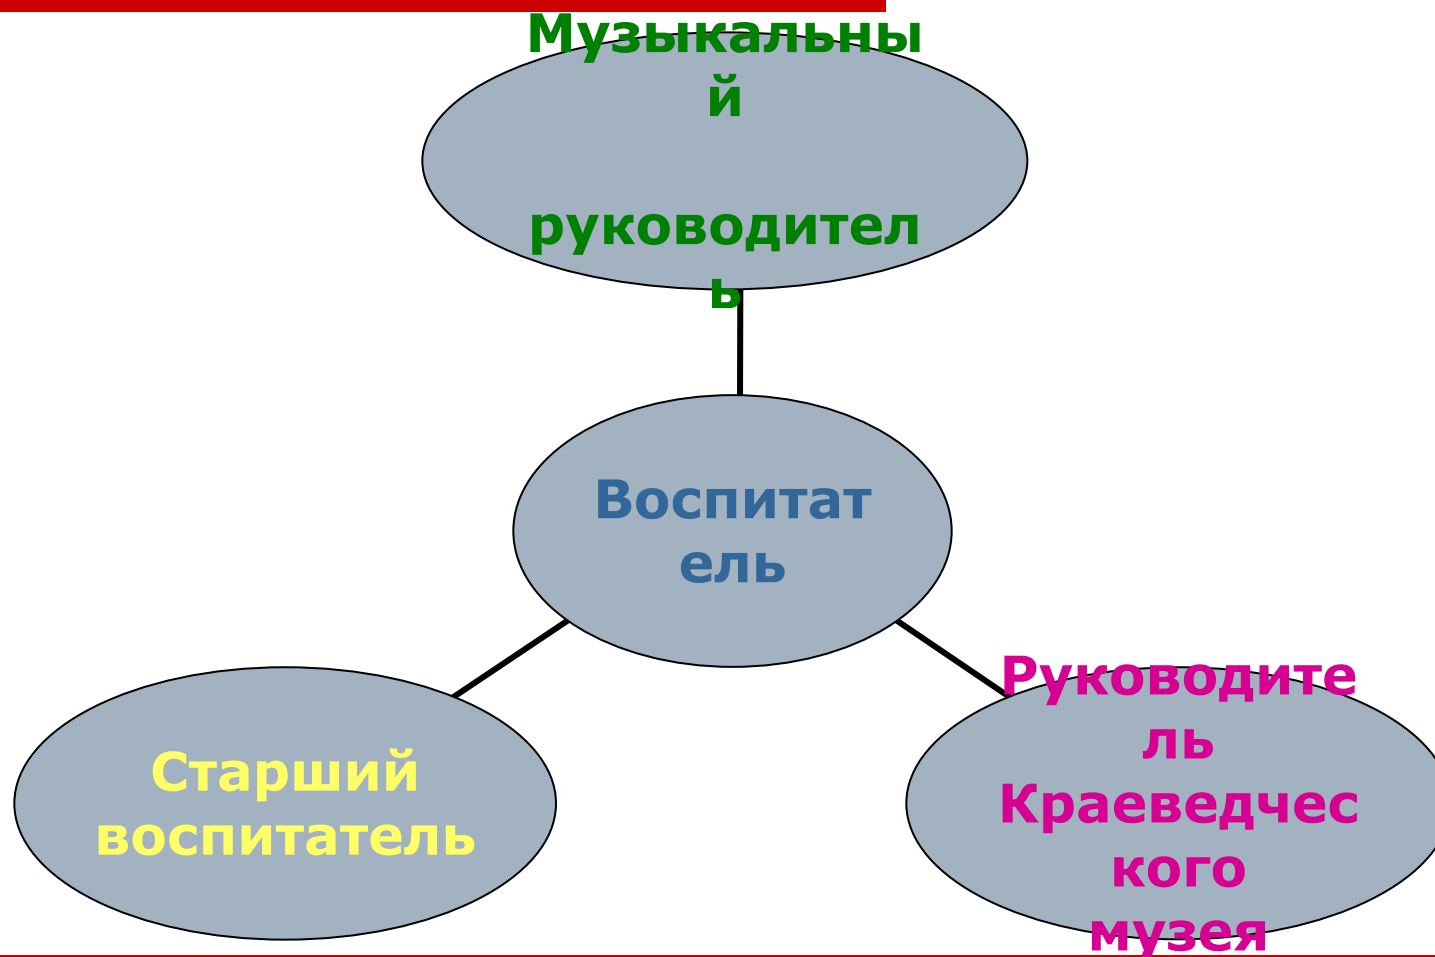 Музыкальны
й
руководител
ь
Воспитат
ель
Старший
воспитатель
Руководите
ль
Краеведчес
кого
музея